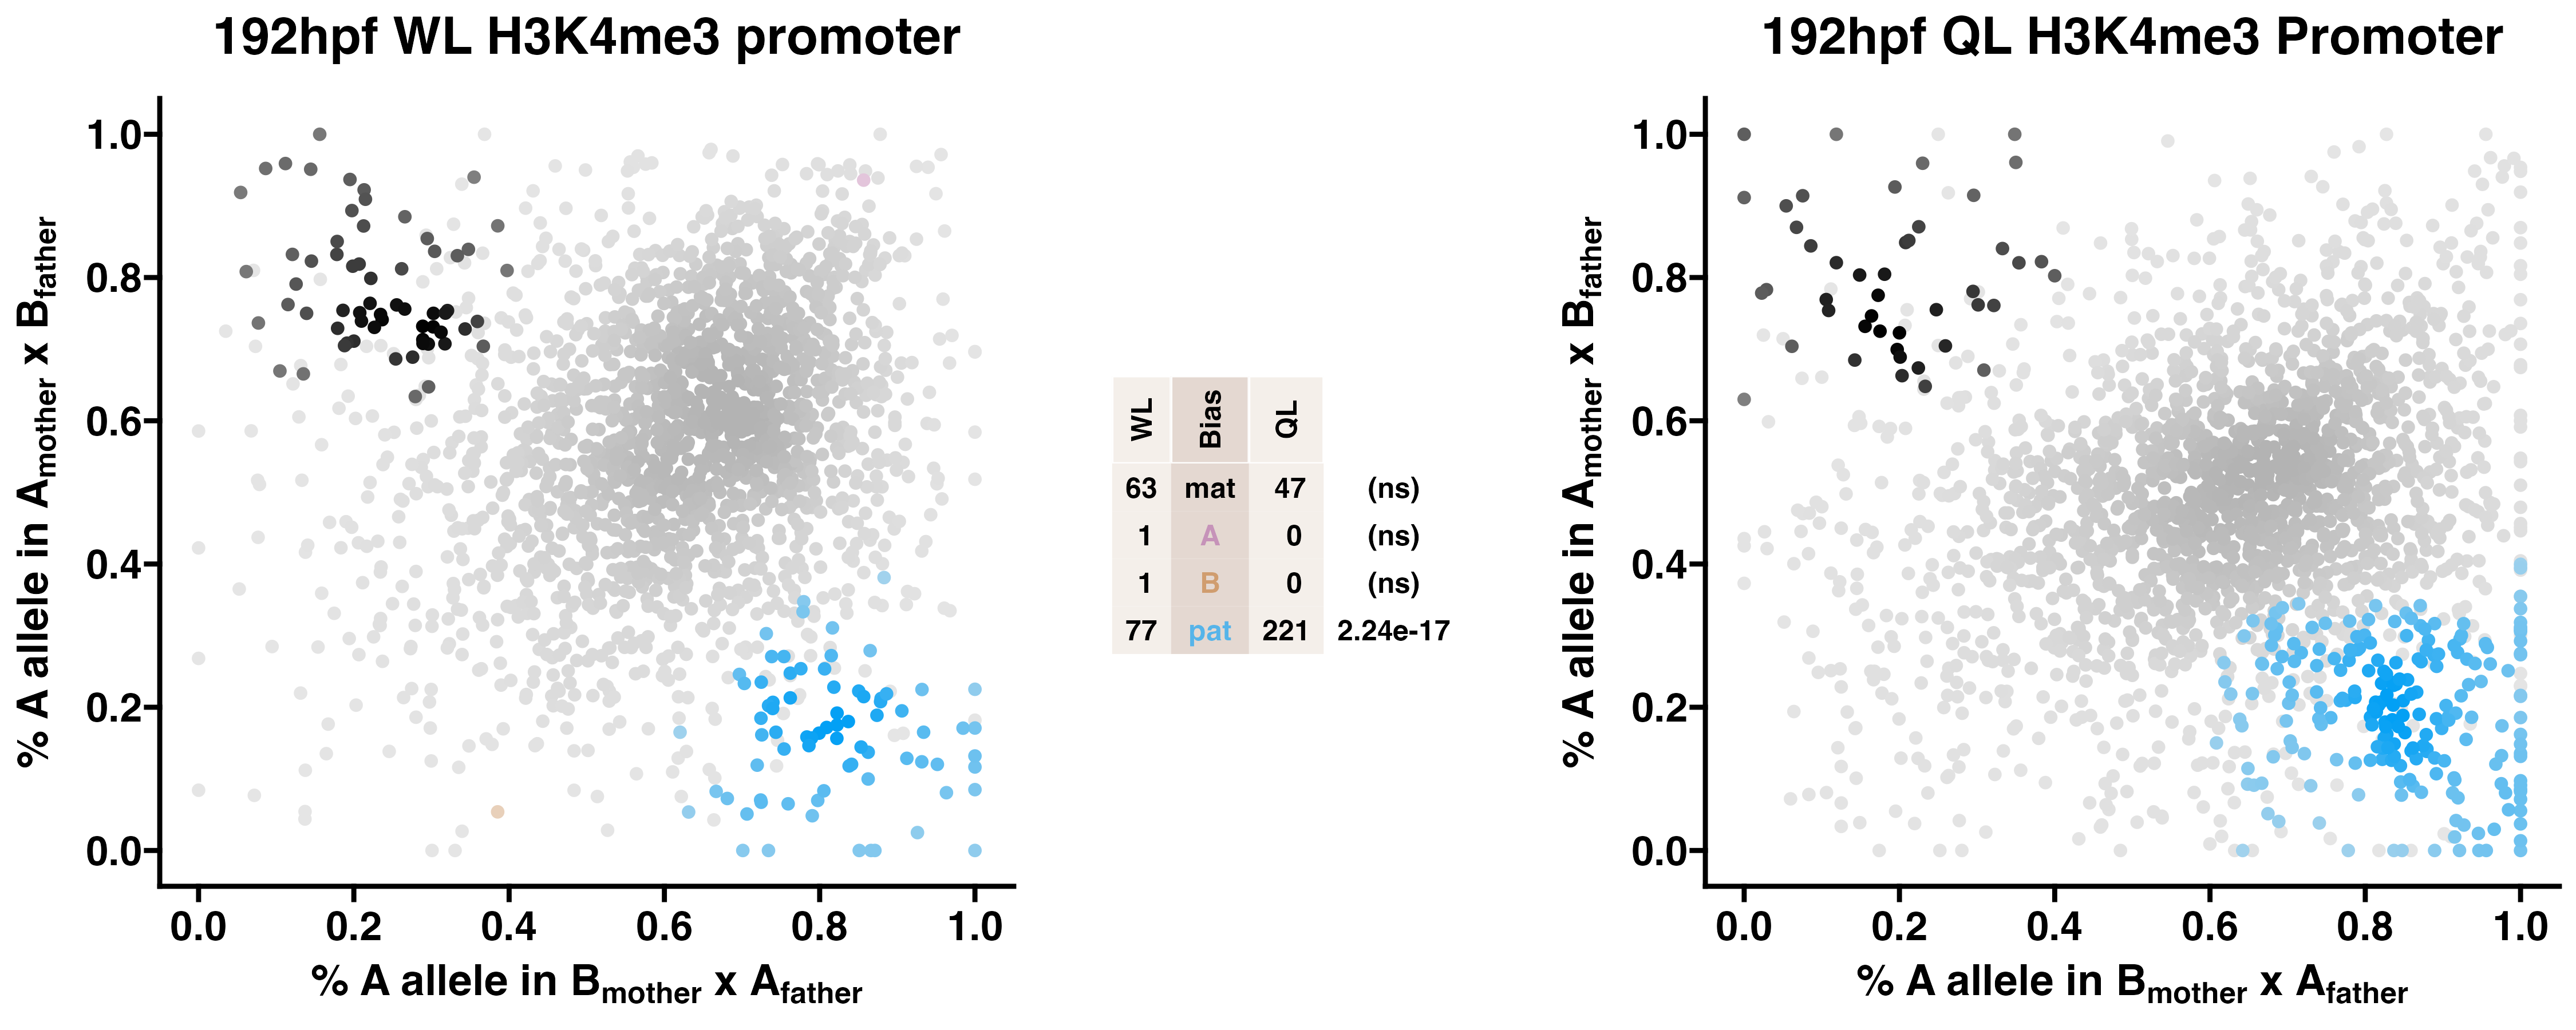 192hpf WL H3K4me3 promoter
% A allele in Amother x Bfather
1.0
0.8
0.6
0.4
0.2
0.0
0.0 0.2 0.4 0.6 0.8 1.0
% A allele in Bmother x Afather
WL Bias QL
63 mat 47 (ns)
1 A 0 (ns)
1 B 0 (ns)
77 pat 221 2.24e-17
192hpf QL H3K4me3 Promoter
% A allele in Amother x Bfather
1.0
0.8
0.6
0.4
0.2
0.0
0.0 0.2 0.4 0.6 0.8 1.0
% A allele in Bmother x Afather